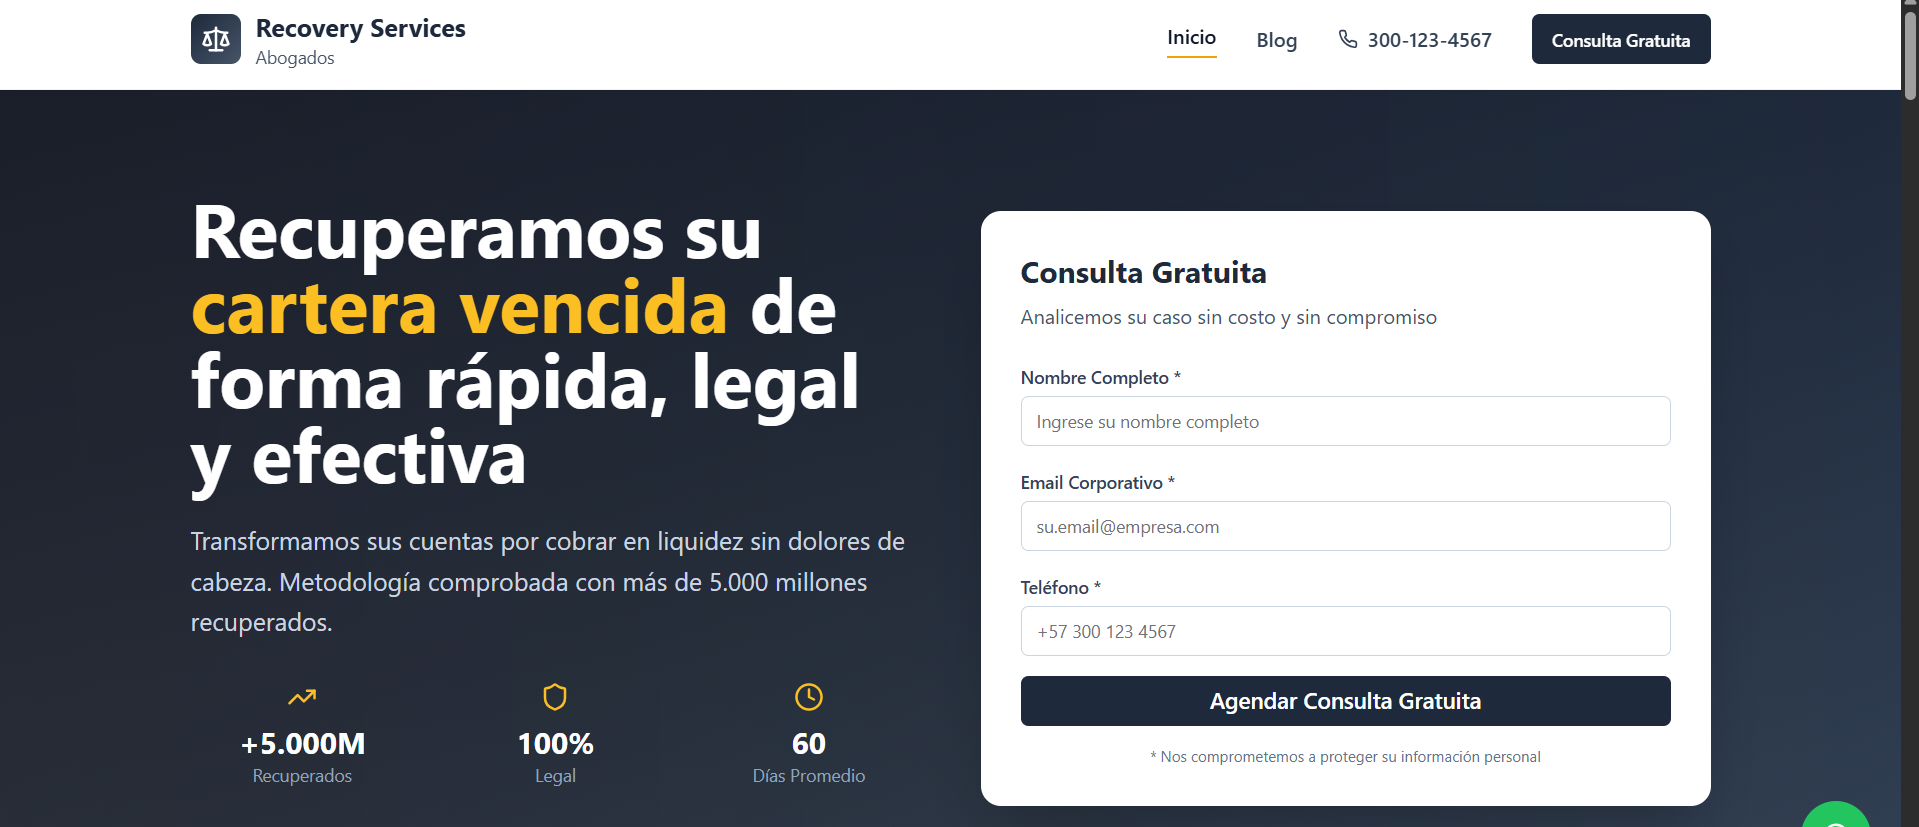 Recovery Services
Abogados
Inicio
Blog
300-123-4567
Consulta Gratuita
Recuperamos su
cartera vencida de
forma rápida, legal
y efectiva
Transformamos sus cuentas por cobrar en liquidez sin dolores de
cabeza. Metodología comprobada con más de 5.000 millones
recuperados.
+5.000M
Recuperados
100%
Legal
60
Días Promedio
Consulta Gratuita
Analicemos su caso sin costo y sin compromiso
Nombre Completo *
Ingrese su nombre completo
Email Corporativo *
su.email@empresa.com
Teléfono *
+57 300 123 4567
Agendar Consulta Gratuita
* Nos comprometemos a proteger su información personal